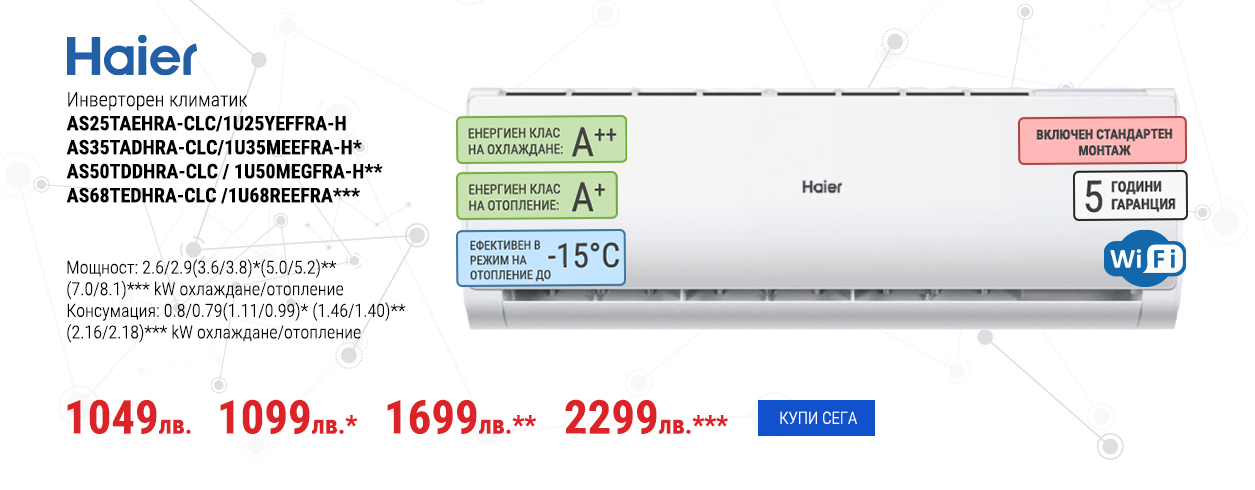 Haier
Инверторен климатик
AS25TAEHRA-CLC/1U25YEFFRA-H
AS35TADHRA-CLC/1U35MEEFRA-H*
AS50TDDHRA-CLC / 1U50MEGFRA-H**
AS68TEDHRA-CLC /1U68REEFRA***
Мощност: 2.6/2.9(3.6/3.8)*(5.0/5.2)**
(7.0/8.1)*** kW охлаждане/отопление
Консумация: 0.8/0.79(1.11/0.99)* (1.46/1.40)**
(2.16/2.18)*** kW охлаждане/отопление
ЕНЕРГИЕН КЛАС
НА ОХЛАЖДАНЕ: A++
ЕНЕРГИЕН КЛАС
НА ОТОПЛЕНИЕ: A+
ЕФЕКТИВЕН В
РЕЖИМ НА
ОТОПЛЕНИЕ ДО -15°C
Haier
ВКЛЮЧЕН СТАНДАРТЕН
МОНТАЖ
5 ГОДИНИ
ГАРАНЦИЯ
Wi Fi
1049лв. 1099лв.* 1699лв.** 2299лв.*** КУПИ СЕГА